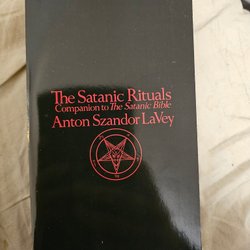 The Satanic Rituals
Companion to The Satanic Bible
Anton Szandor LaVey